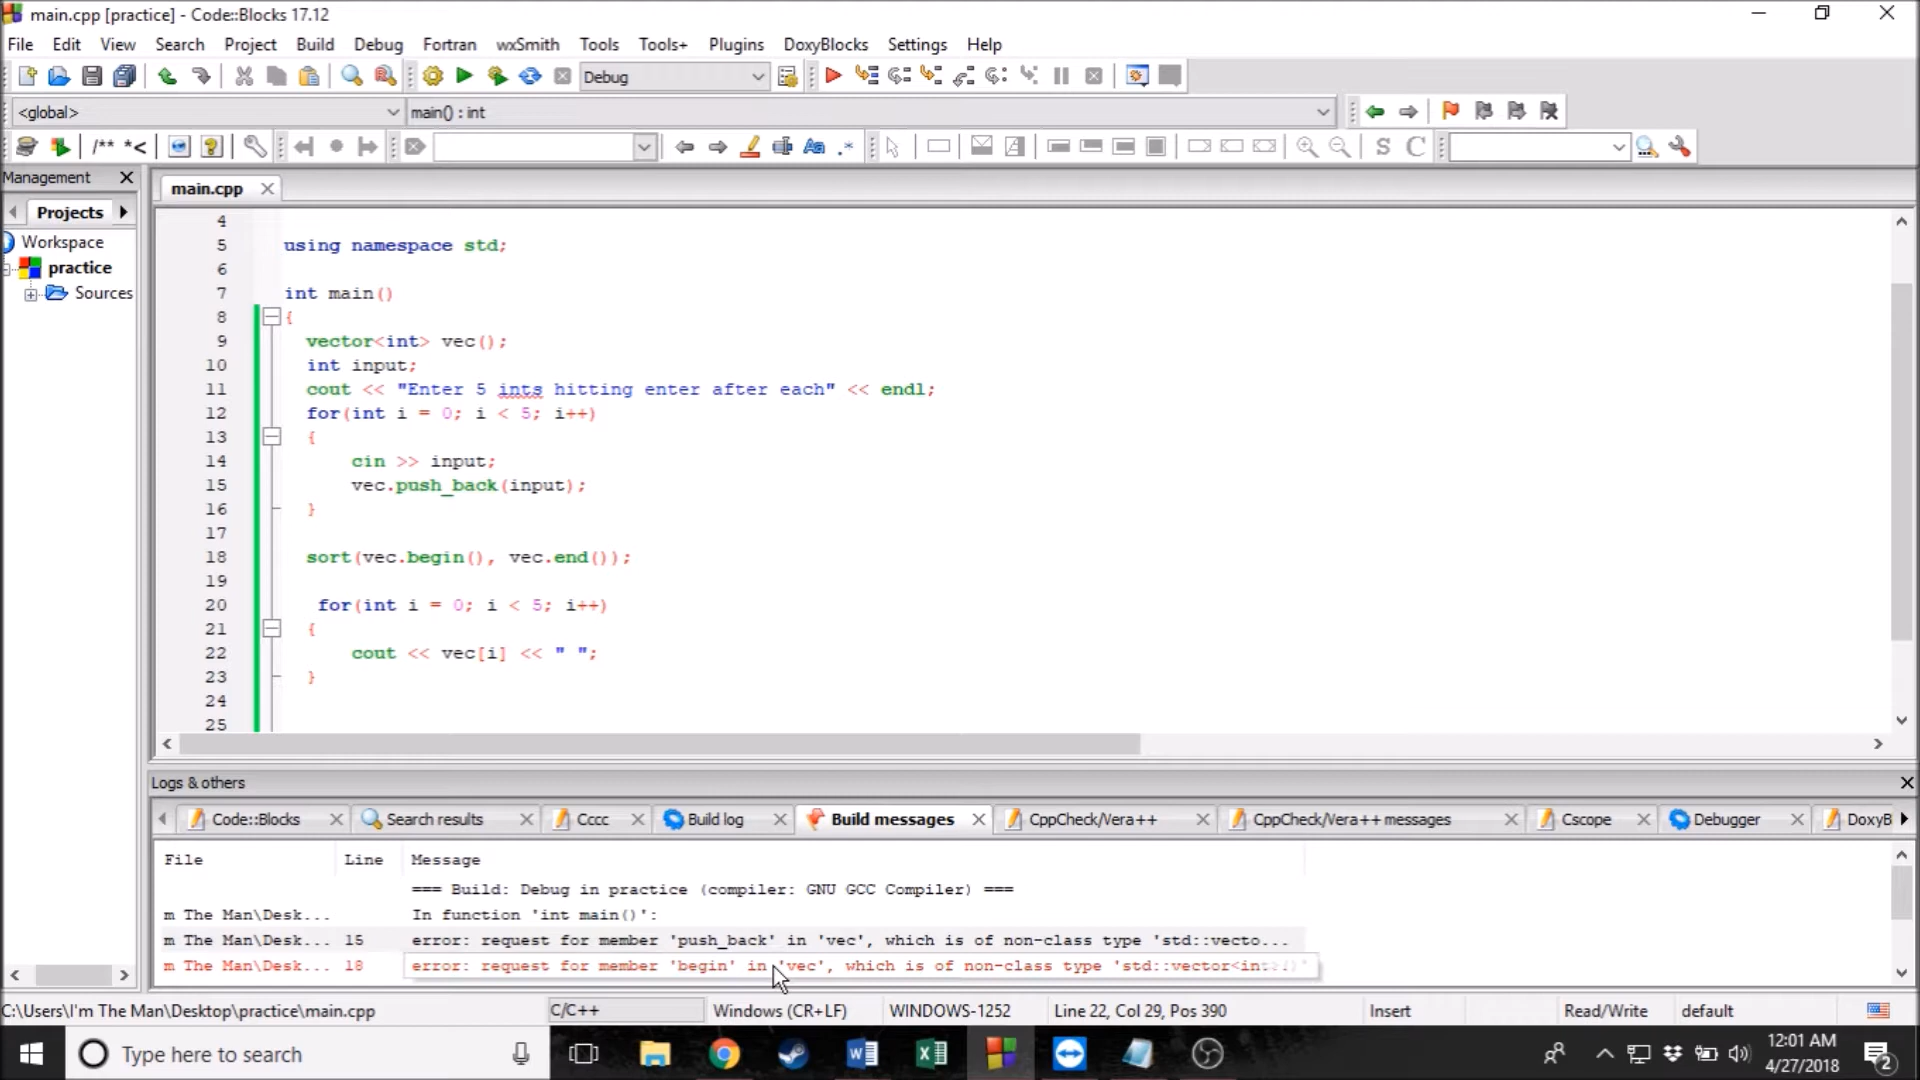 main.cpp [practice] - Code::Blocks 17.12
File Edit View Search Project Build Debug Fortran wxSmith Tools Tools+ Plugins DoxyBlocks Settings Help
Debug
<global> main() : int
/** *< Aa .* S C
Management
main.cpp
Projects
Workspace
practice
Sources
4
5 using namespace std;
6
7 int main()
8 {
9 vector<int> vec();
10 int input;
11 cout << "Enter 5 ints hitting enter after each" << endl;
12 for(int i = 0; i < 5; i++)
13 {
14 cin >> input;
15 vec.push_back(input);
16 }
17
18 sort(vec.begin(), vec.end());
19
20 for(int i = 0; i < 5; i++)
21 {
22 cout << vec[i] << " ";
23 }
24
25
Logs & others
Code::Blocks Search results Cccc Build log Build messages CppCheck/Vera++ CppCheck/Vera++ messages Cscope Debugger DoxyB
File Line Message
=== Build: Debug in practice (compiler: GNU GCC Compiler) ===
m The Man\Desk... In function 'int main()':
m The Man\Desk... 15 error: request for member 'push_back' in 'vec', which is of non-class type 'std::vecto...
m The Man\Desk... 18 error: request for member 'begin' in 'vec', which is of non-class type 'std::vector<int>()'
C:\Users\I'm The Man\Desktop\practice\main.cpp C/C++ Windows (CR+LF) WINDOWS-1252 Line 22, Col 29, Pos 390 Insert Read/Write default
Type here to search
12:01 AM
4/27/2018
2